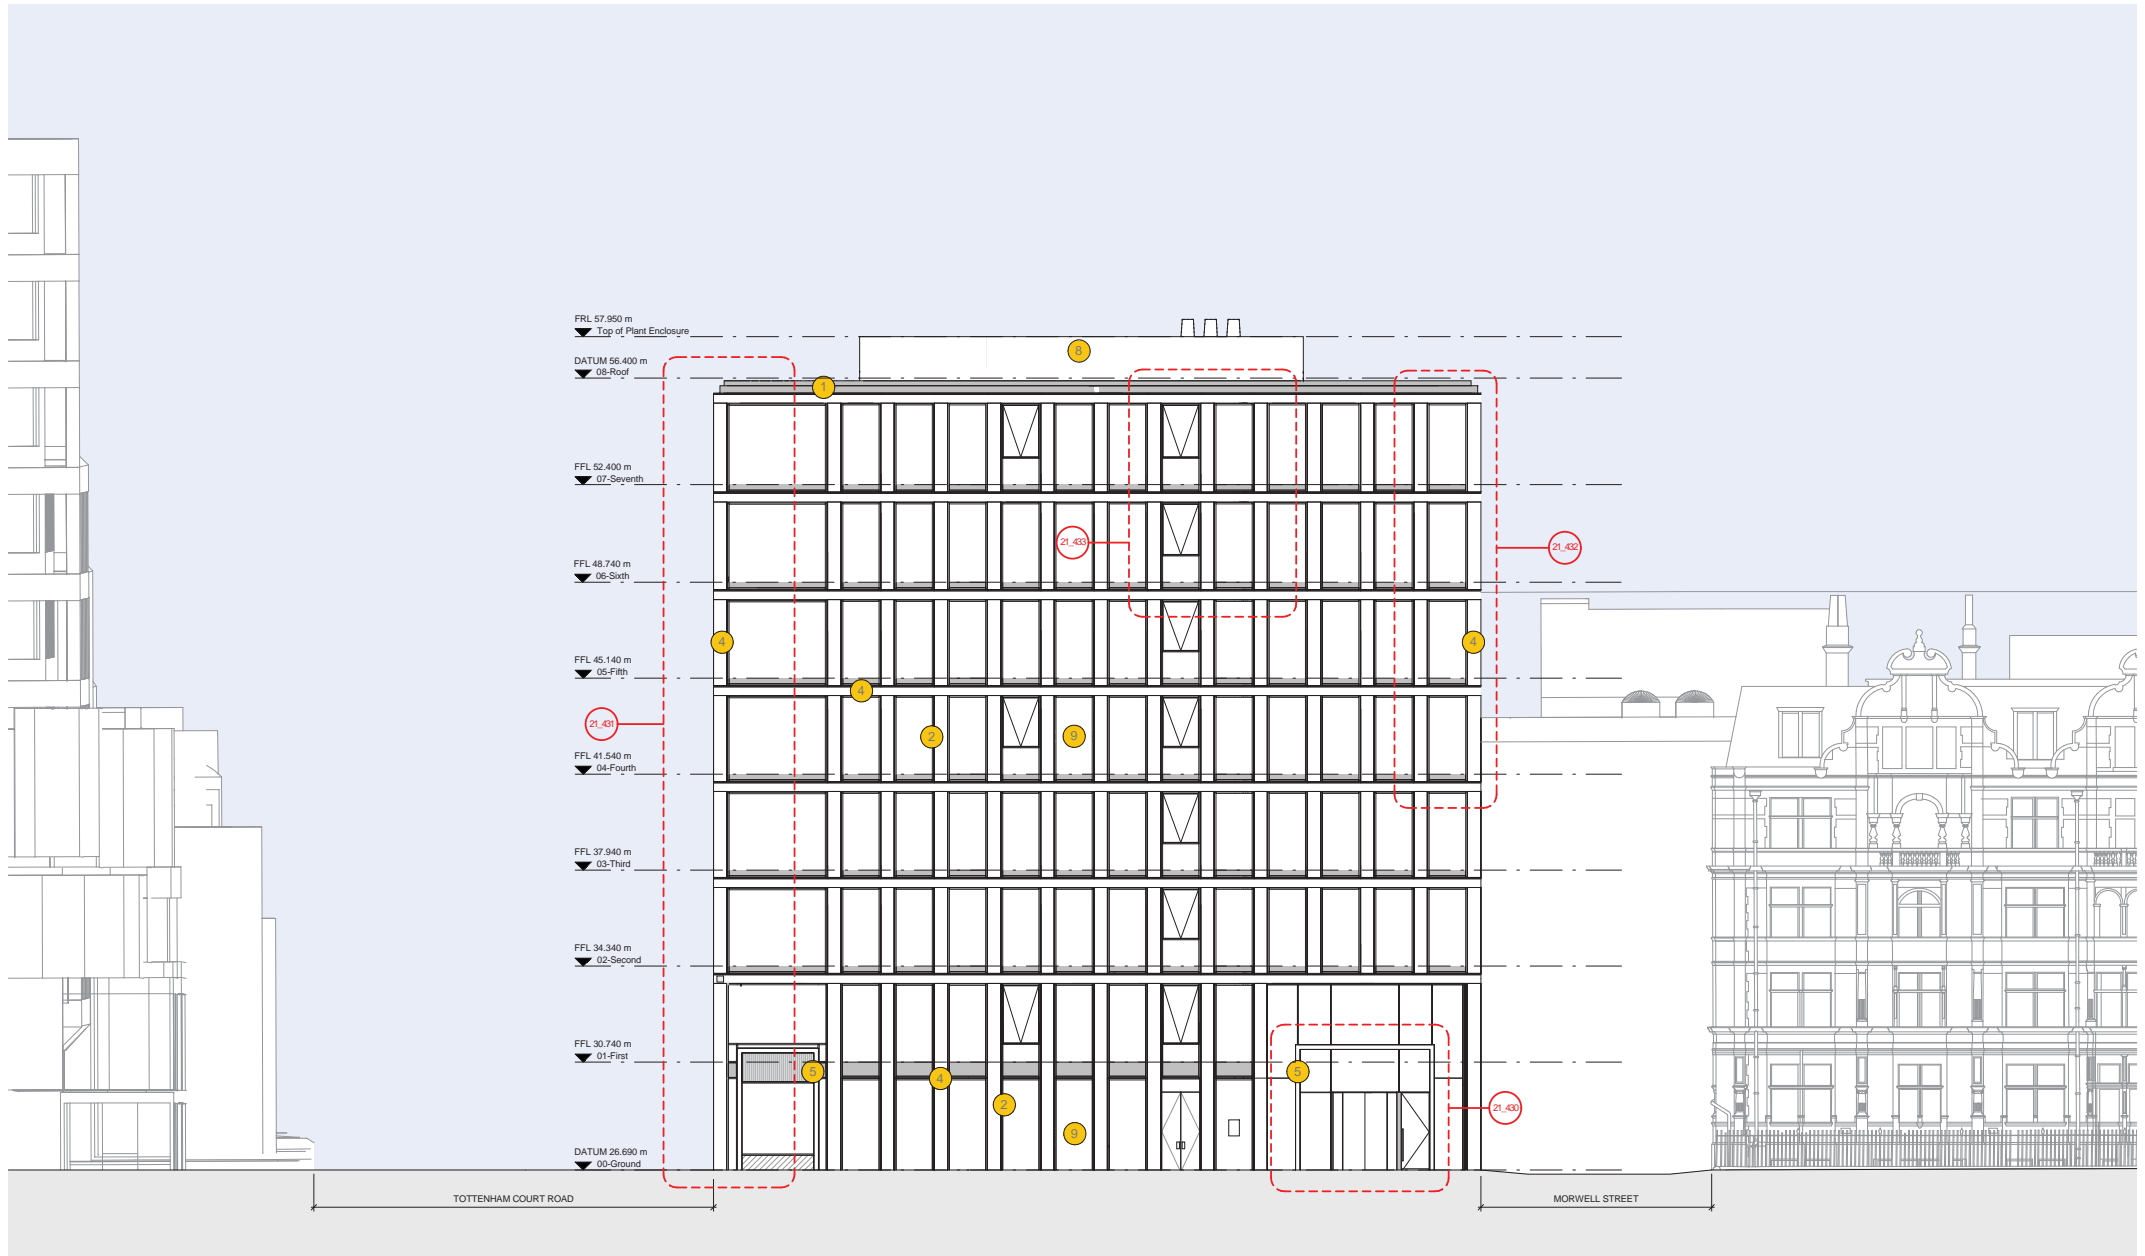 FRL 57.950 m
Top of Plant Enclosure
8
DATUM 56.400 m
08-Roof
1
FFL 52.400 m
07-Seventh
21_433
21_432
FFL 48.740 m
06-Sixth
4
4
FFL 45.140 m
05-Fifth
4
21_431
2
9
FFL 41.540 m
04-Fourth
FFL 37.940 m
03-Third
FFL 34.340 m
02-Second
FFL 30.740 m
01-First
5
5
4
2
21_430
9
DATUM 26.690 m
00-Ground
TOTTENHAM COURT ROAD
MORWELL STREET